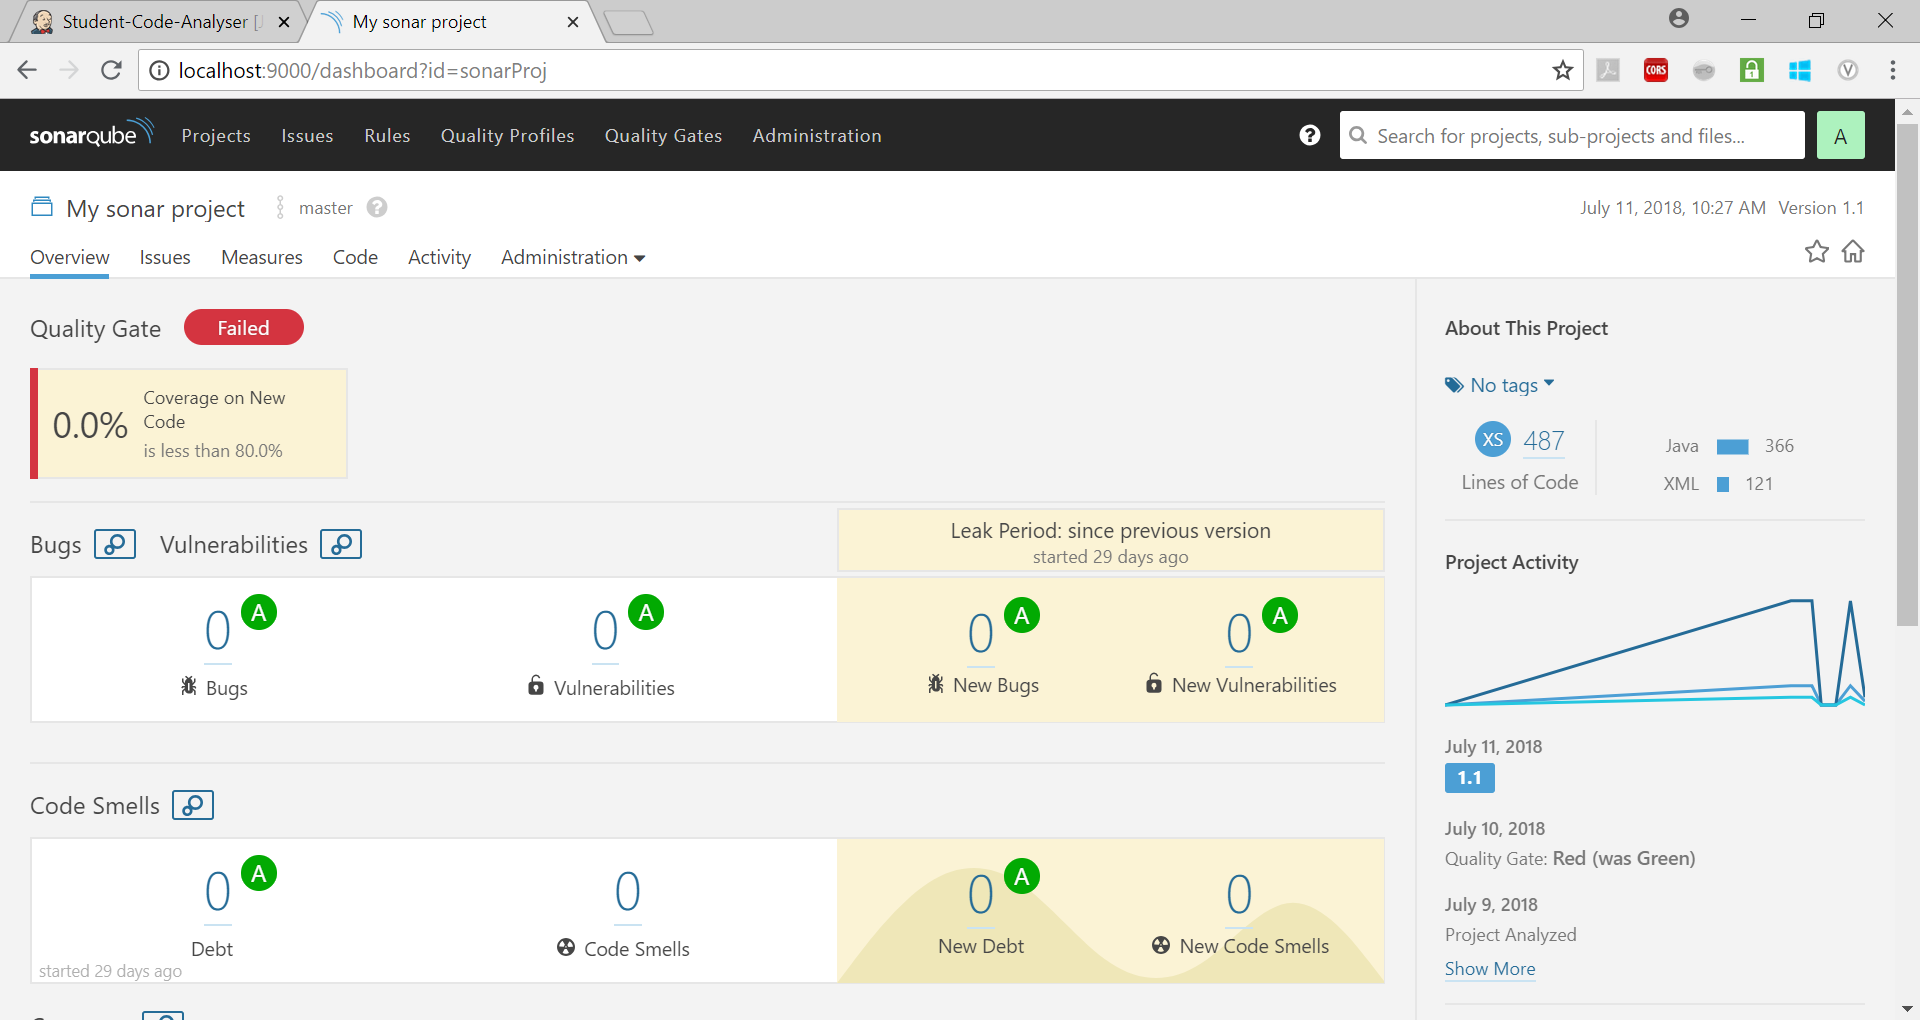 Student-Code-Analyser [
My sonar project
localhost:9000/dashboard?id=sonarProj
CORS
1
V
sonarqube
Projects
Issues
Rules
Quality Profiles
Quality Gates
Administration
?
Search for projects, sub-projects and files...
A
My sonar project
master
?
July 11, 2018, 10:27 AM Version 1.1
Overview
Issues
Measures
Code
Activity
Administration
Quality Gate
Failed
0.0%
Coverage on New
Code
is less than 80.0%
Bugs
Vulnerabilities
Leak Period: since previous version
started 29 days ago
0 A
Bugs
0 A
Vulnerabilities
0 A
New Bugs
0 A
New Vulnerabilities
Code Smells
0 A
Debt
started 29 days ago
0
Code Smells
0 A
New Debt
0
New Code Smells
About This Project
No tags
XS 487
Lines of Code
Java 366
XML 121
Project Activity
July 11, 2018
1.1
July 10, 2018
Quality Gate: Red (was Green)
July 9, 2018
Project Analyzed
Show More